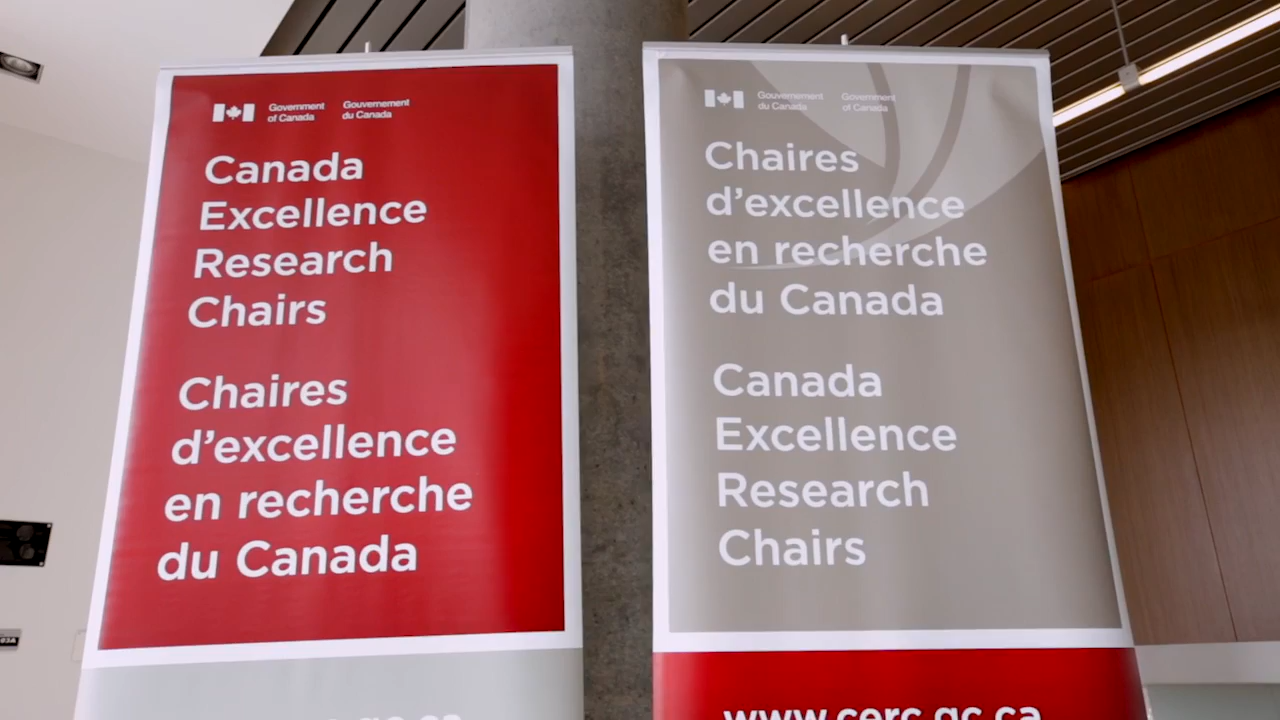 Government
of Canada
Gouvernement
du Canada
Canada
Excellence
Research
Chairs
Chaires
d'excellence
en recherche
du Canada
Gouvernement
du Canada
Government
of Canada
Chaires
d'excellence
en recherche
du Canada
Canada
Excellence
Research
Chairs
www.cerc.gc.ca